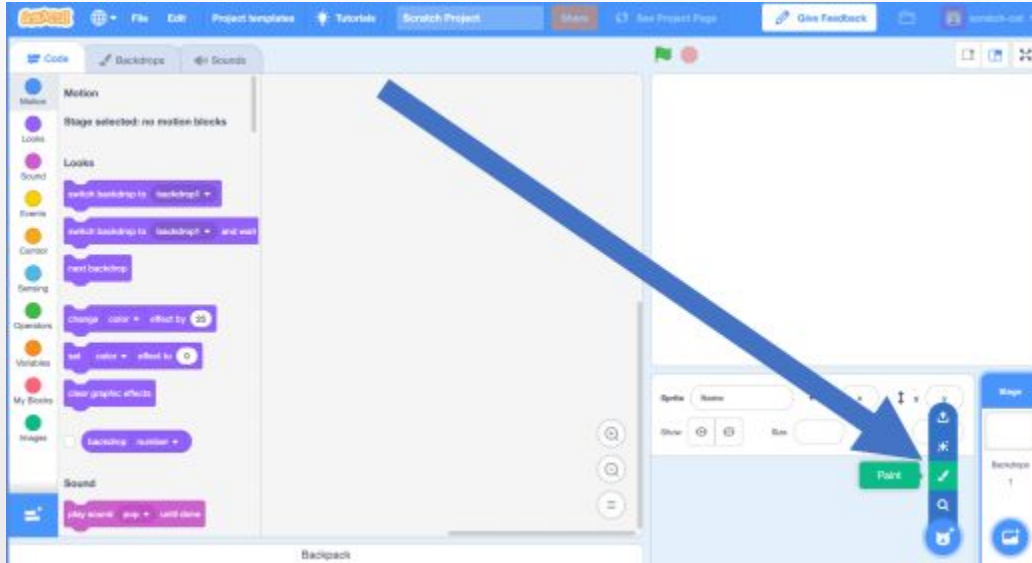 SCRATCH
File Edit Project templates Tutorials Scratch Project Share See Project Page Give Feedback
Code Backdrops Sounds
Motion
Looks
Sound
Events
Control
Sensing
Operators
Variables
My Blocks
Images
Motion
Stage selected: no motion blocks
Looks
switch backdrop to backdrop1
switch backdrop to backdrop1 and wait
next backdrop
change color effect by 25
set color effect to 0
clear graphic effects
backdrop number
Sound
play sound pop until done
Backpack
Sprite Name x y
Show Size
Paint
Stage
Backdrops
1